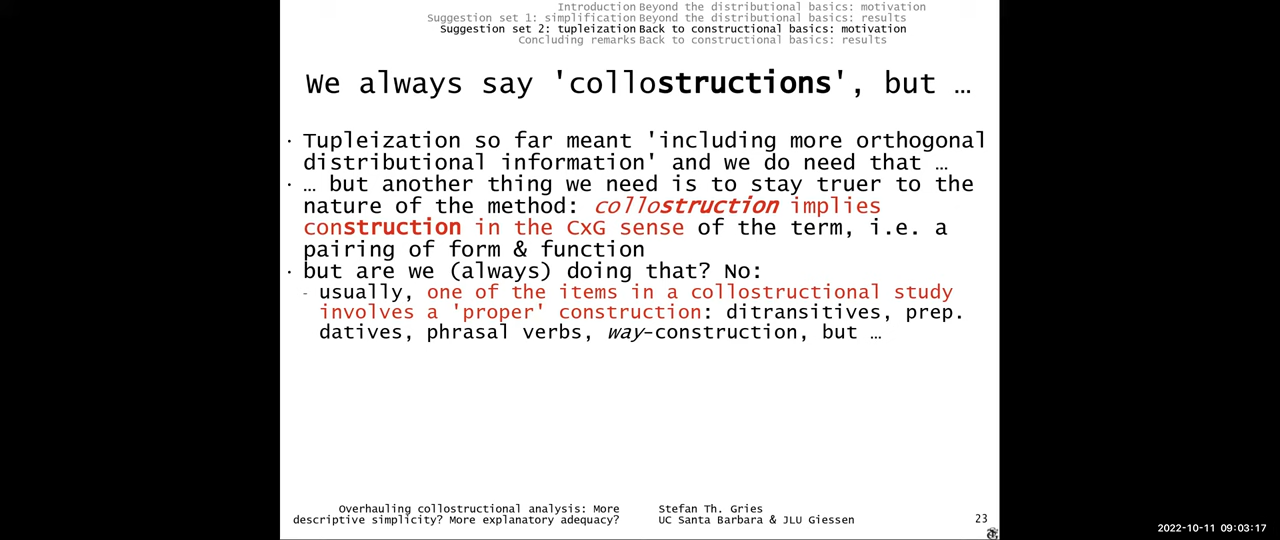 Introduction Beyond the distributional basics: motivation
Suggestion set 1: simplification Beyond the distributional basics: results
Suggestion set 2: tupleization Back to constructional basics: motivation
Concluding remarks Back to constructional basics: results
We always say 'collostructions', but …
· Tupleization so far meant 'including more orthogonal
distributional information' and we do need that …
· … but another thing we need is to stay truer to the
nature of the method: collostruction implies
construction in the CxG sense of the term, i.e. a
pairing of form & function
· but are we (always) doing that? No:
- usually, one of the items in a collostructional study
involves a 'proper' construction: ditransitives, prep.
datives, phrasal verbs, way-construction, but …
Overhauling collostructional analysis: More
descriptive simplicity? More explanatory adequacy?
Stefan Th. Gries
UC Santa Barbara & JLU Giessen
23
2022-10-11 09:03:17